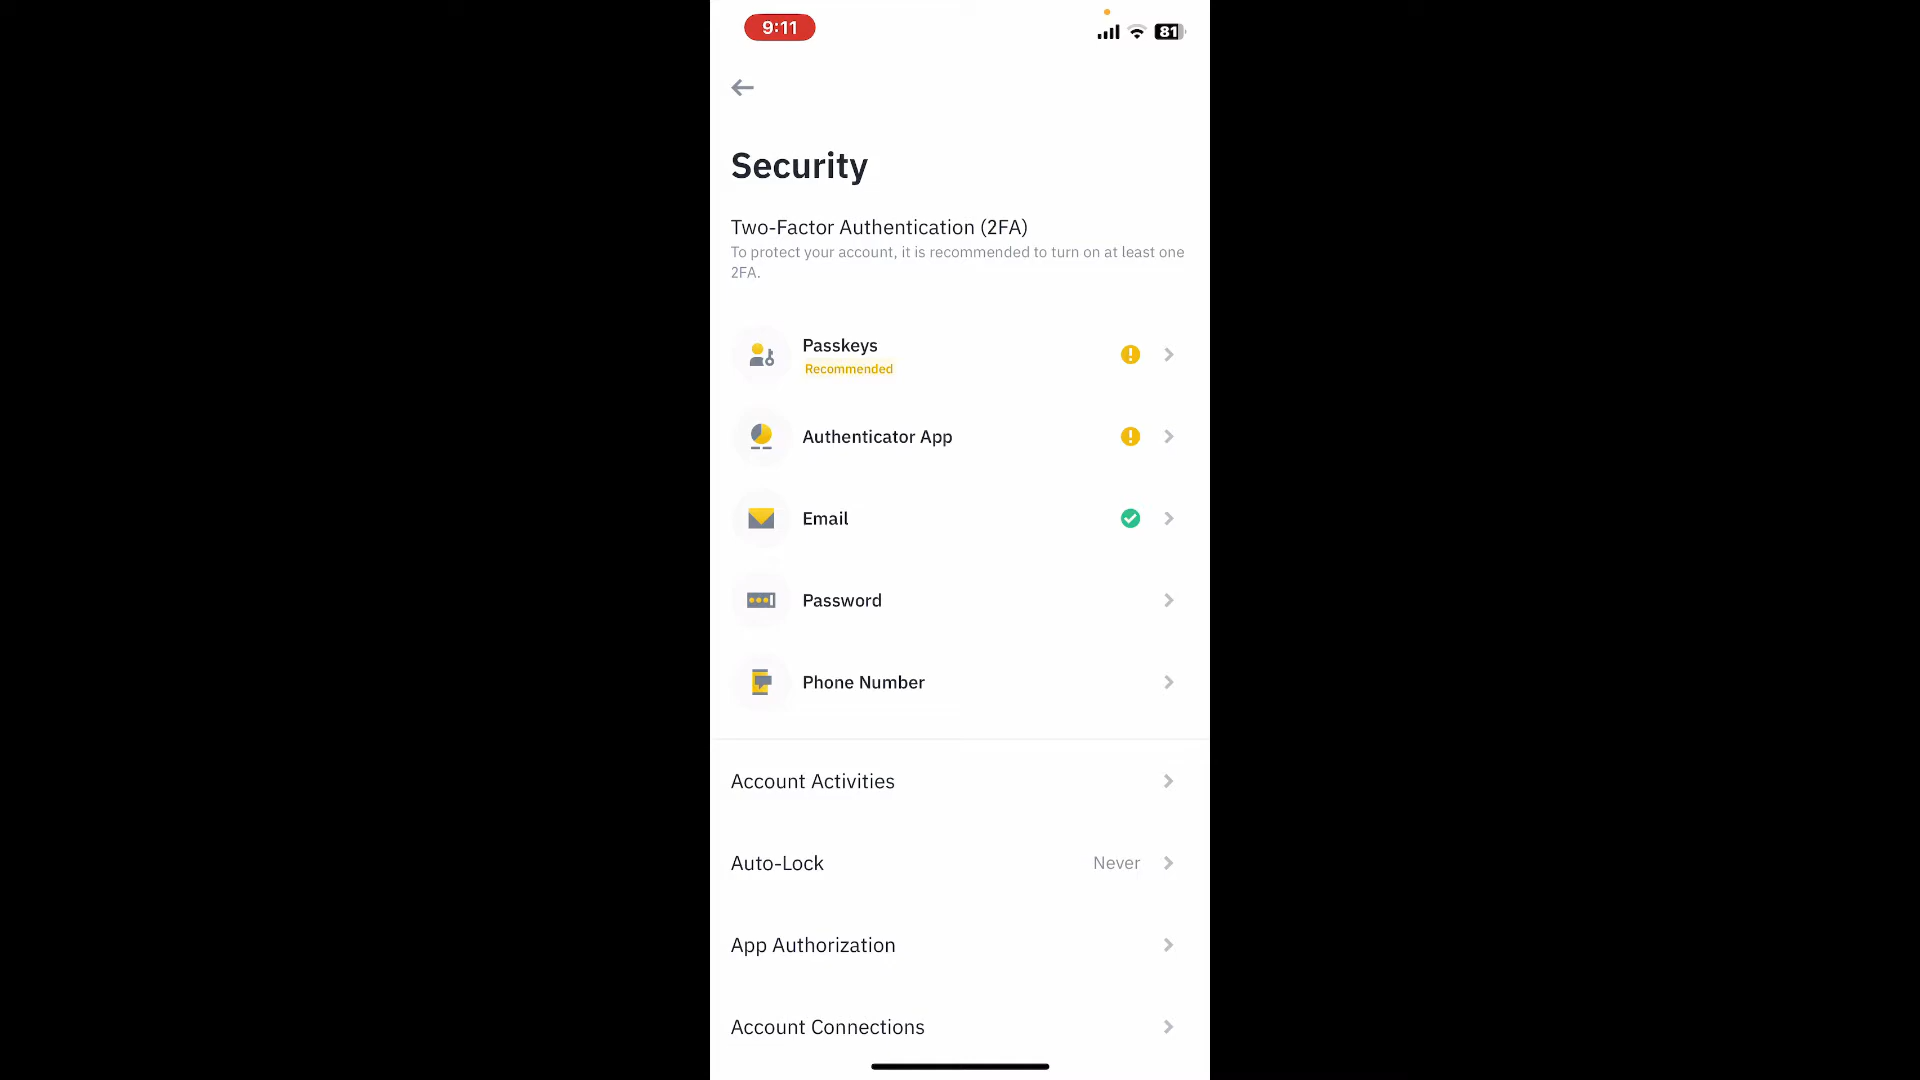 9:11
81
Security
Two-Factor Authentication (2FA)
To protect your account, it is recommended to turn on at least one
2FA.
Passkeys
Recommended
Authenticator App
Email
Password
Phone Number
Account Activities
Auto-Lock Never
App Authorization
Account Connections